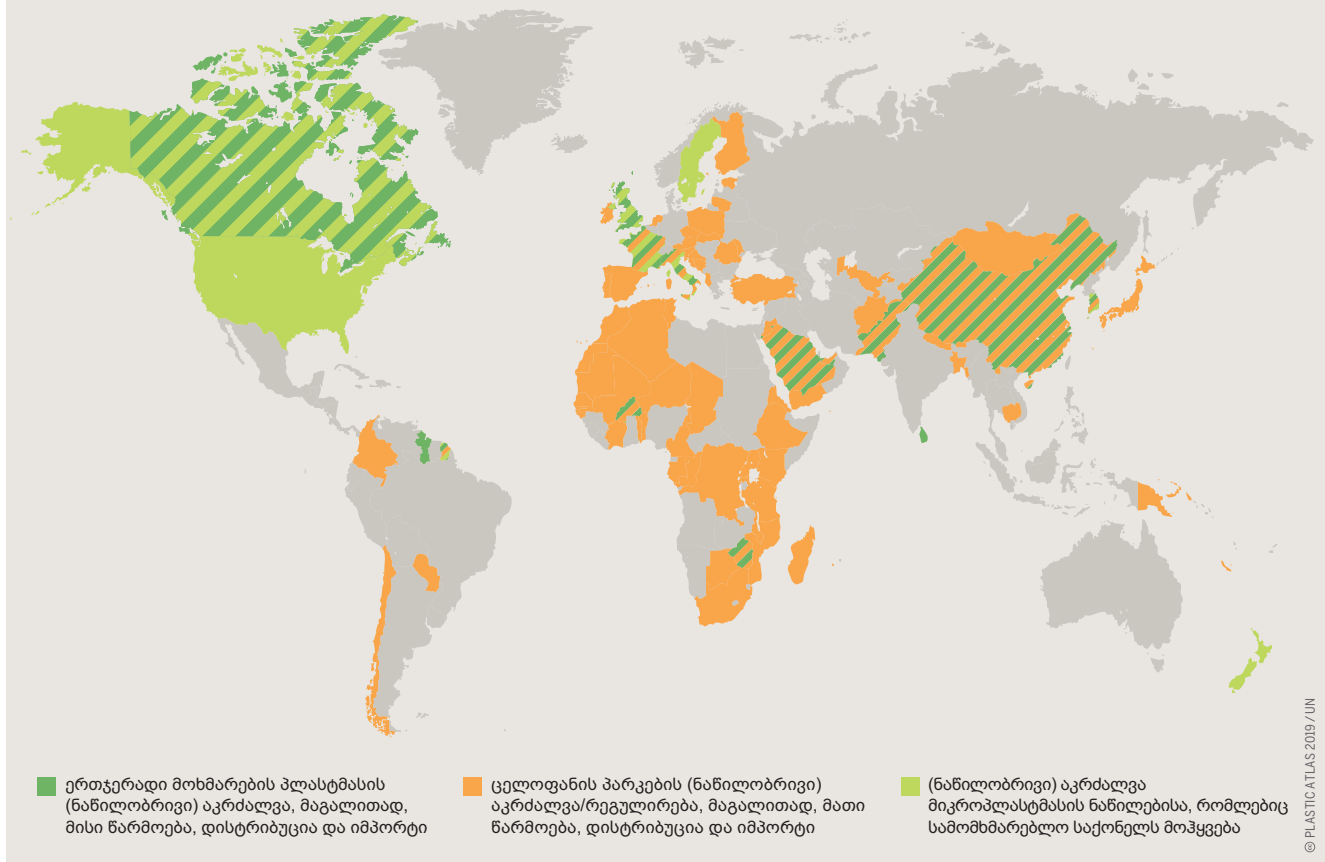 ერთჯერადი მოხმარების პლასტმასის
(ნაწილობრივი) აკრძალვა, მაგალითად,
მისი წარმოება, დისტრიბუცია და იმპორტი
ცელოფანის პარკების (ნაწილობრივი)
აკრძალვა/რეგულირება, მაგალითად, მათი
წარმოება, დისტრიბუცია და იმპორტი
(ნაწილობრივი) აკრძალვა
მიკროპლასტმასის ნაწილებისა, რომლებიც
სამომხმარებლო საქონელს მოჰყვება
© PLASTIC ATLAS 2019 / UN